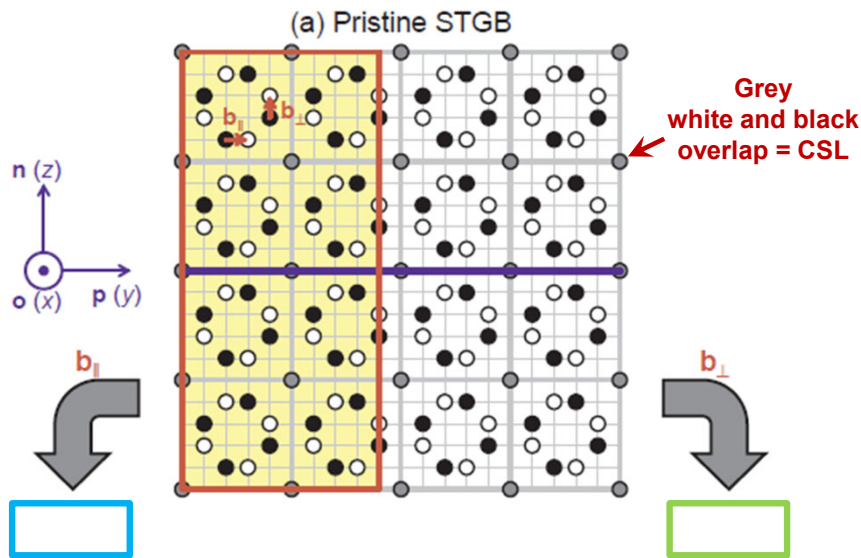 (a) Pristine STGB
Grey
white and black
overlap = CSL
b∥
b⊥
n (z)
o (x)
p (y)
b∥
b⊥